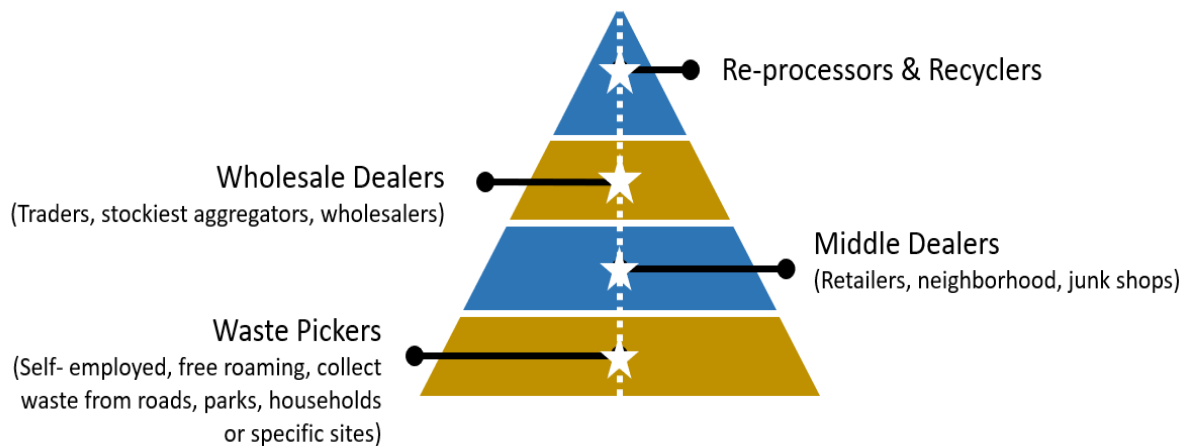 Re-processors & Recyclers
Wholesale Dealers
(Traders, stockiest aggregators, wholesalers)
Middle Dealers
(Retailers, neighborhood, junk shops)
Waste Pickers
(Self- employed, free roaming, collect
waste from roads, parks, households
or specific sites)